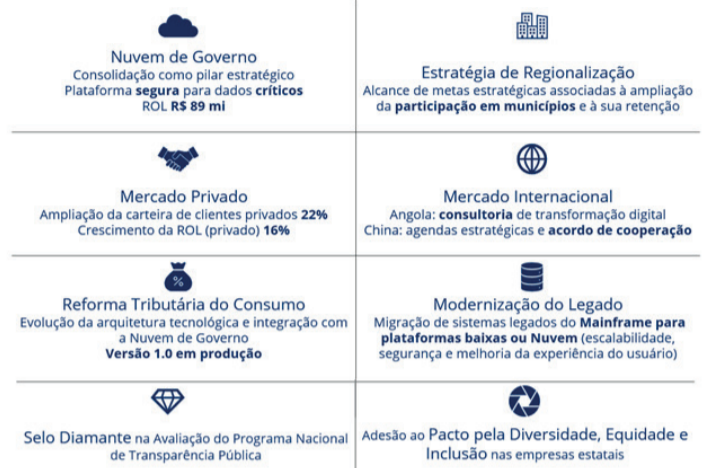 Nuvem de Governo
Consolidação como pilar estratégico
Plataforma segura para dados críticos
ROL R$ 89 mi
Estratégia de Regionalização
Alcance de metas estratégicas associadas à ampliação
da participação em municípios e à sua retenção
Mercado Privado
Ampliação da carteira de clientes privados 22%
Crescimento da ROL (privado) 16%
Mercado Internacional
Angola: consultoria de transformação digital
China: agendas estratégicas e acordo de cooperação
%
Reforma Tributária do Consumo
Evolução da arquitetura tecnológica e integração com
a Nuvem de Governo
Versão 1.0 em produção
Modernização do Legado
Migração de sistemas legados do Mainframe para
plataformas baixas ou Nuvem (escalabilidade,
segurança e melhoria da experiência do usuário)
Selo Diamante na Avaliação do Programa Nacional
de Transparência Pública
Adesão ao Pacto pela Diversidade, Equidade e
Inclusão nas empresas estatais